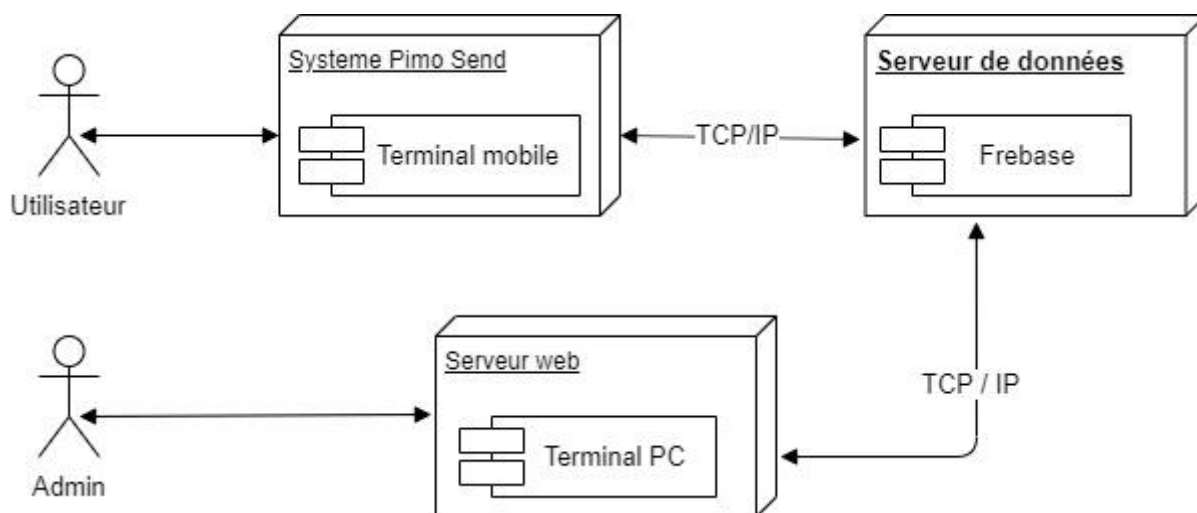 Systeme Pimo Send
Serveur de données
Terminal mobile
TCP/IP
Frebase
Utilisateur
Serveur web
TCP / IP
Terminal PC
Admin